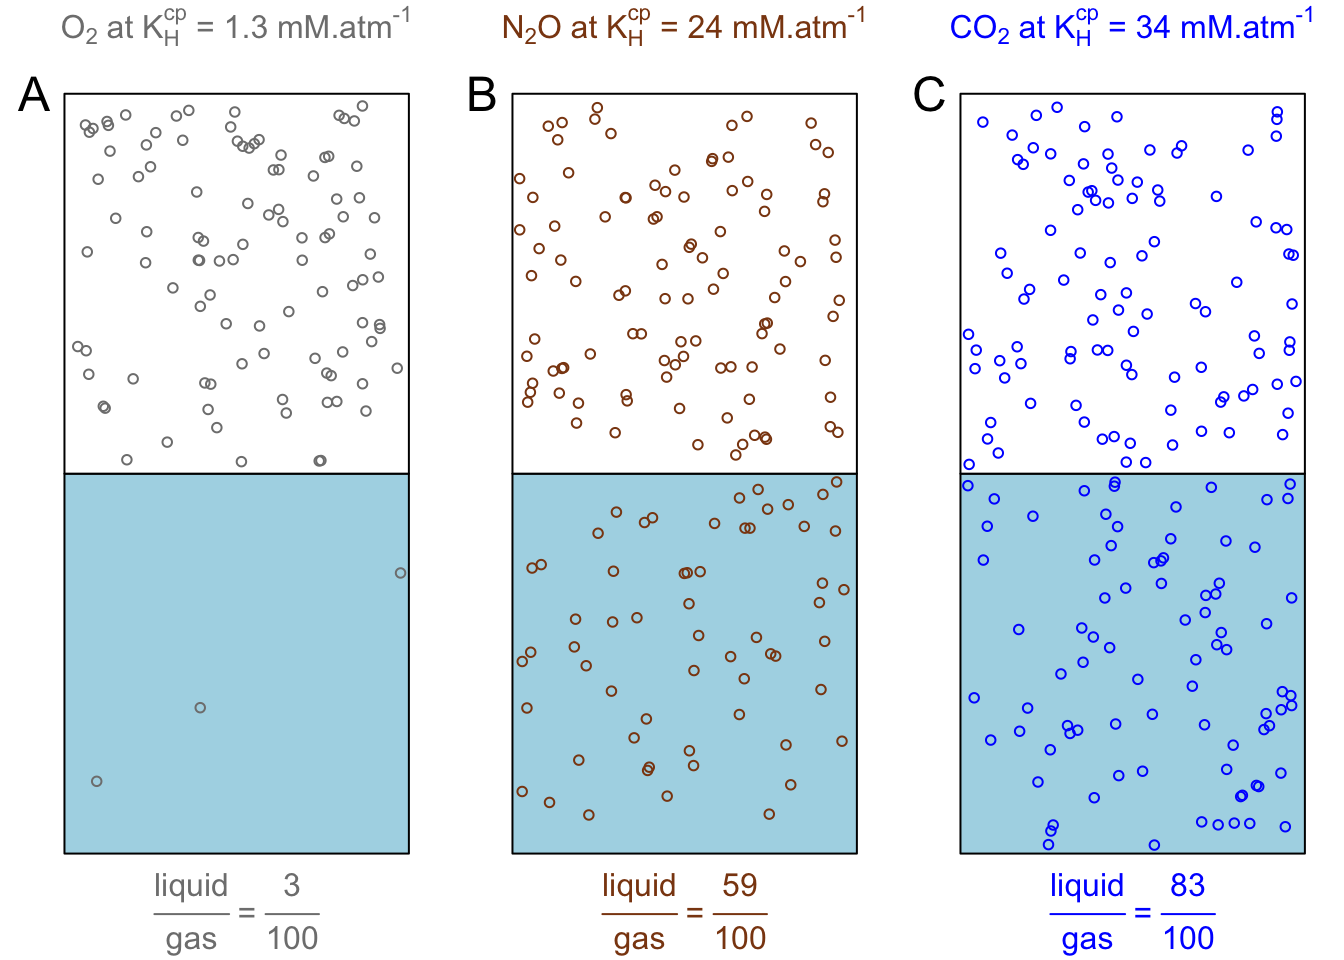 O₂ at K_H^cp = 1.3 mM.atm⁻¹
N₂O at K_H^cp = 24 mM.atm⁻¹
CO₂ at K_H^cp = 34 mM.atm⁻¹
A
B
C
liquid
gas
=
3
100
liquid
gas
=
59
100
liquid
gas
=
83
100